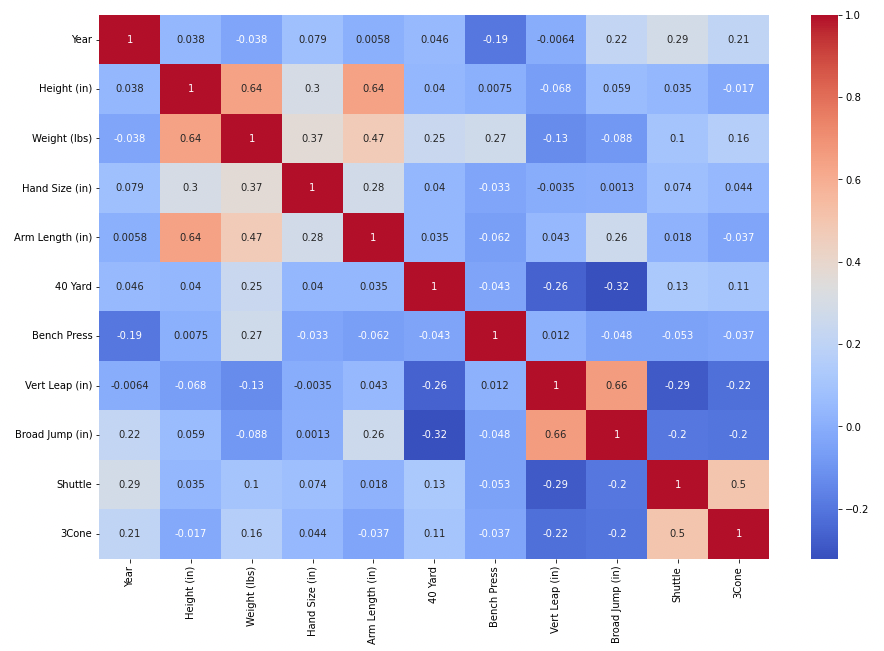 Year 1 0.038 -0.038 0.079 0.0058 0.046 -0.19 -0.0064 0.22 0.29 0.21
Height (in) 0.038 1 0.64 0.3 0.64 0.04 0.0075 -0.068 0.059 0.035 -0.017
Weight (lbs) -0.038 0.64 1 0.37 0.47 0.25 0.27 -0.13 -0.088 0.1 0.16
Hand Size (in) 0.079 0.3 0.37 1 0.28 0.04 -0.033 -0.0035 0.0013 0.074 0.044
Arm Length (in) 0.0058 0.64 0.47 0.28 1 0.035 -0.062 0.043 0.26 0.018 -0.037
40 Yard 0.046 0.04 0.25 0.04 0.035 1 -0.043 -0.26 -0.32 0.13 0.11
Bench Press -0.19 0.0075 0.27 -0.033 -0.062 -0.043 1 0.012 -0.048 -0.053 -0.037
Vert Leap (in) -0.0064 -0.068 -0.13 -0.0035 0.043 -0.26 0.012 1 0.66 -0.29 -0.22
Broad Jump (in) 0.22 0.059 -0.088 0.0013 0.26 -0.32 -0.048 0.66 1 -0.2 -0.2
Shuttle 0.29 0.035 0.1 0.074 0.018 0.13 -0.053 -0.29 -0.2 1 0.5
3Cone 0.21 -0.017 0.16 0.044 -0.037 0.11 -0.037 -0.22 -0.2 0.5 1
Year
Height (in)
Weight (lbs)
Hand Size (in)
Arm Length (in)
40 Yard
Bench Press
Vert Leap (in)
Broad Jump (in)
Shuttle
3Cone
1.0
0.8
0.6
0.4
0.2
0.0
−0.2